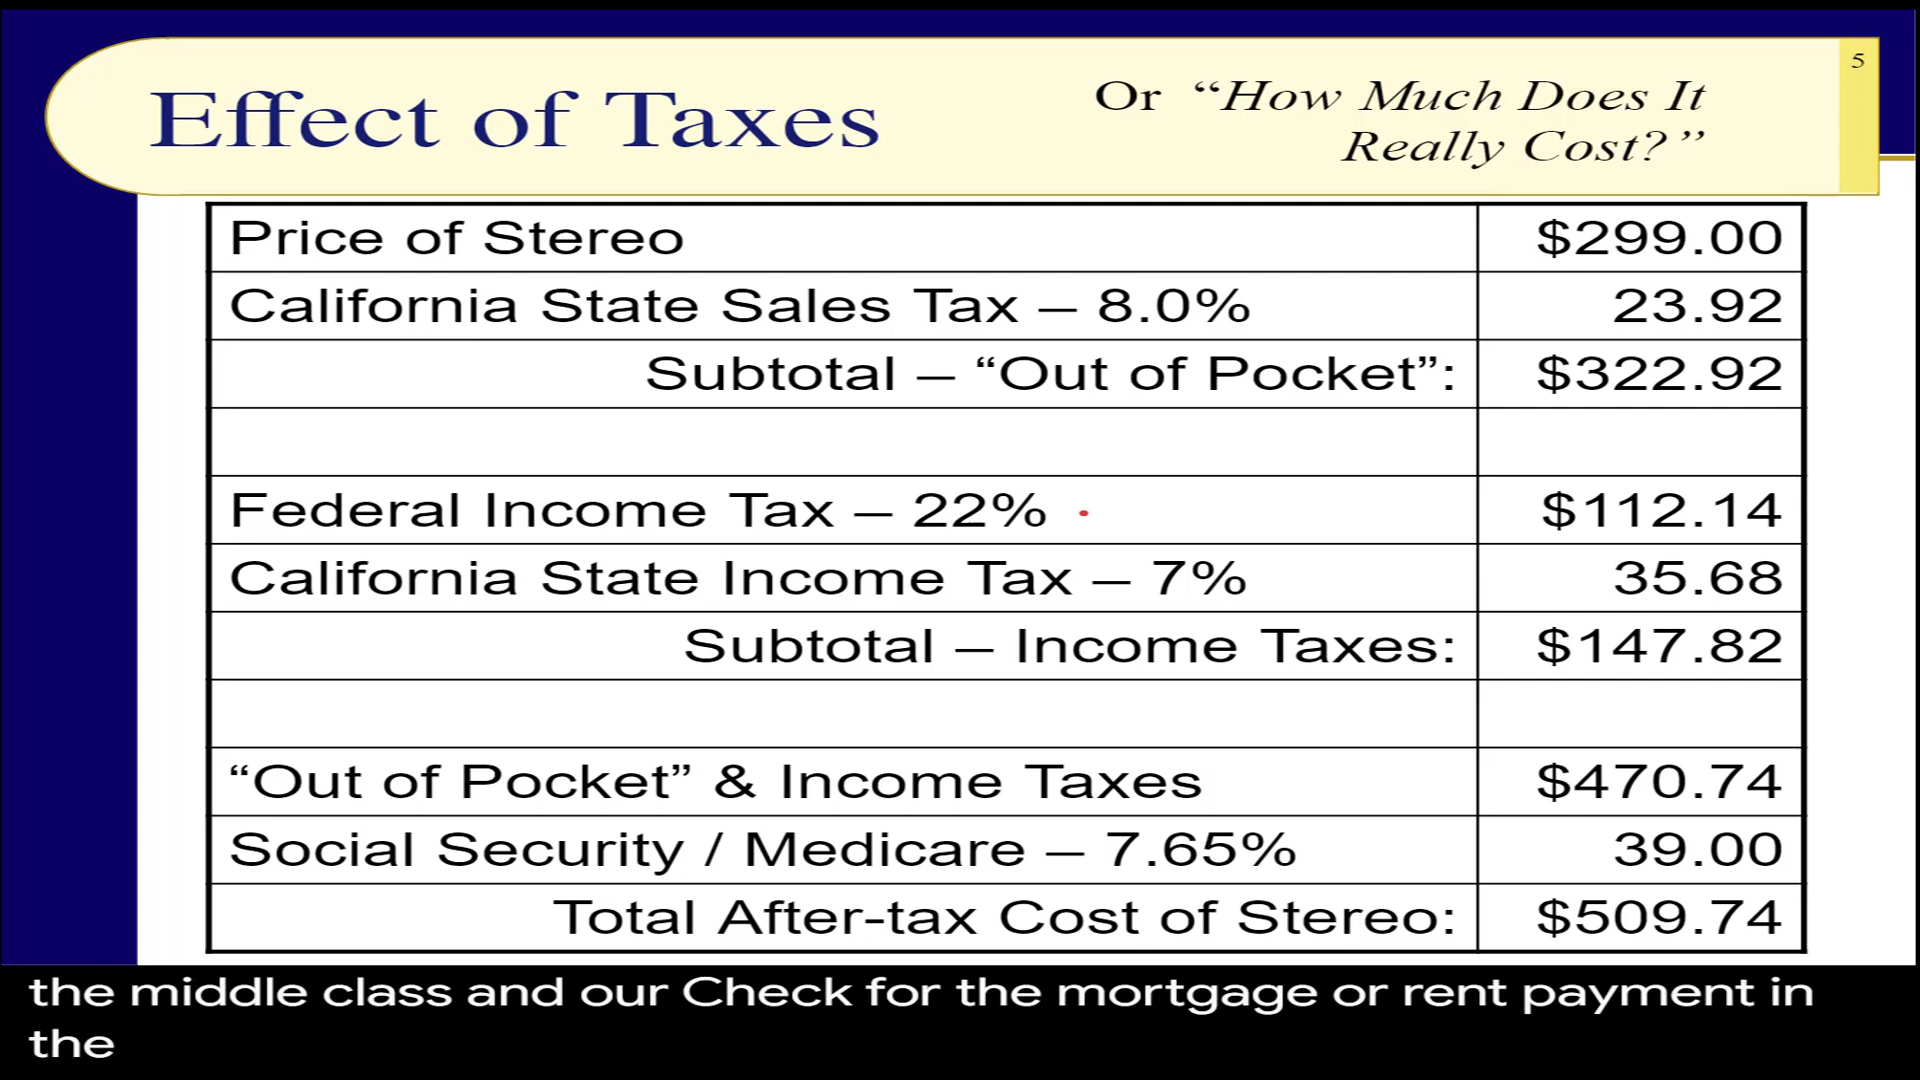 5
Effect of Taxes
Or “How Much Does It
Really Cost?”
Price of Stereo $299.00
California State Sales Tax – 8.0% 23.92
Subtotal – “Out of Pocket”: $322.92
Federal Income Tax – 22% $112.14
California State Income Tax – 7% 35.68
Subtotal – Income Taxes: $147.82
“Out of Pocket” & Income Taxes $470.74
Social Security / Medicare – 7.65% 39.00
Total After-tax Cost of Stereo: $509.74
the middle class and our Check for the mortgage or rent payment in
the